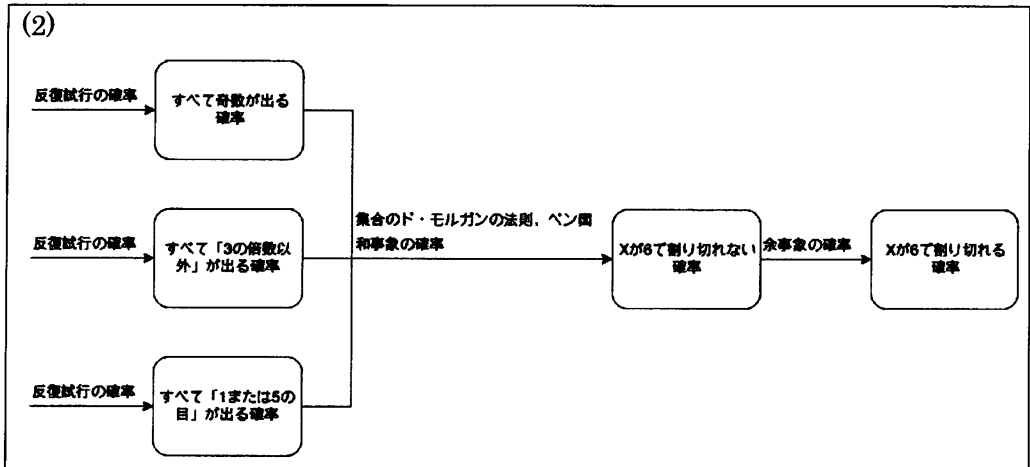 (2)
反復試行の確率
すべて奇数が出る
確率
反復試行の確率
すべて「3の倍数以
外」が出る確率
集合のド・モルガンの法則，ベン図
和事象の確率
Xが6で割り切れない
確率
余事象の確率
Xが6で割り切れる
確率
反復試行の確率
すべて「1または5の
目」が出る確率